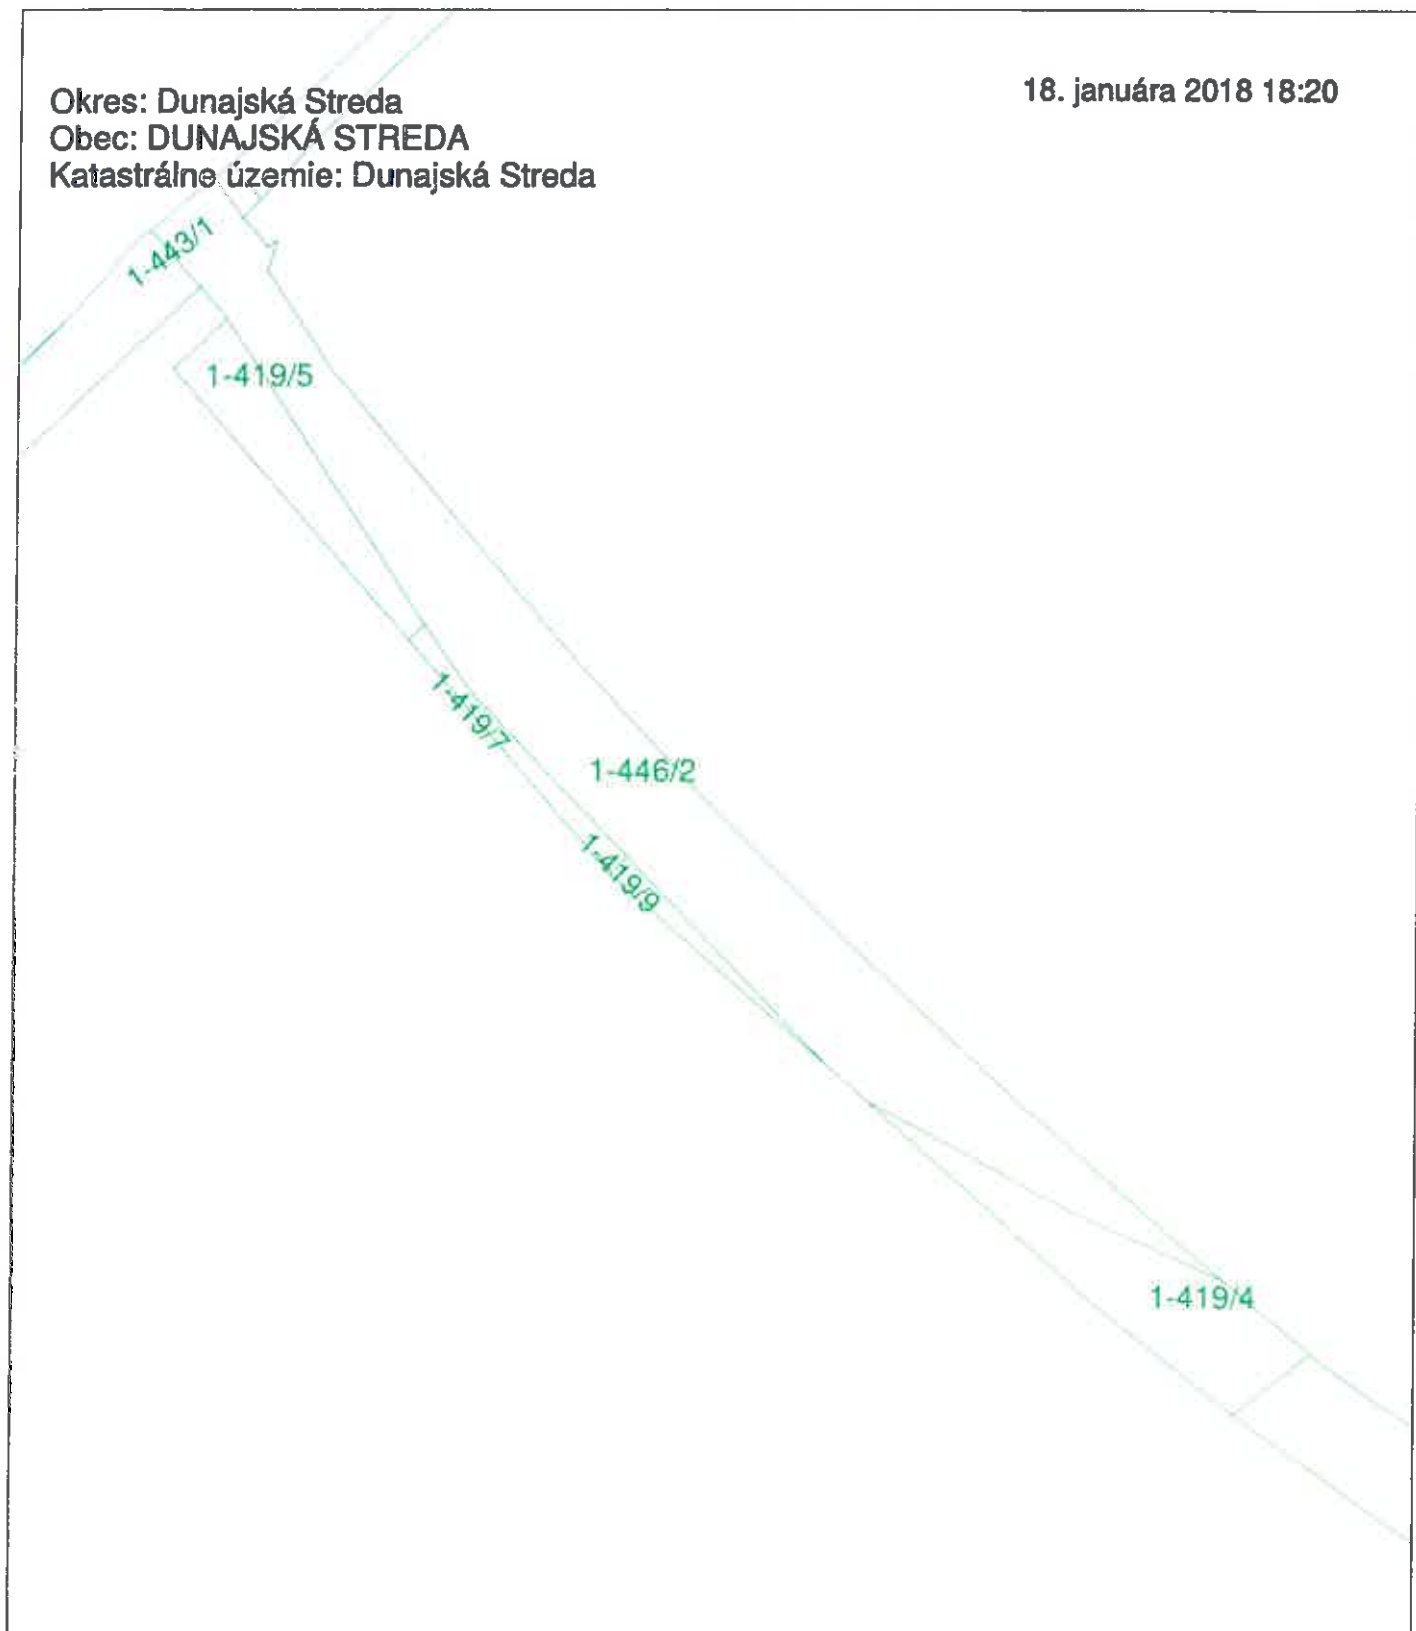 Okres: Dunajská Streda
Obec: DUNAJSKÁ STREDA
Katastrálne územie: Dunajská Streda
18. januára 2018 18:20
1-443/1
1-419/5
1-419/7
1-446/2
1-419/9
1-419/4